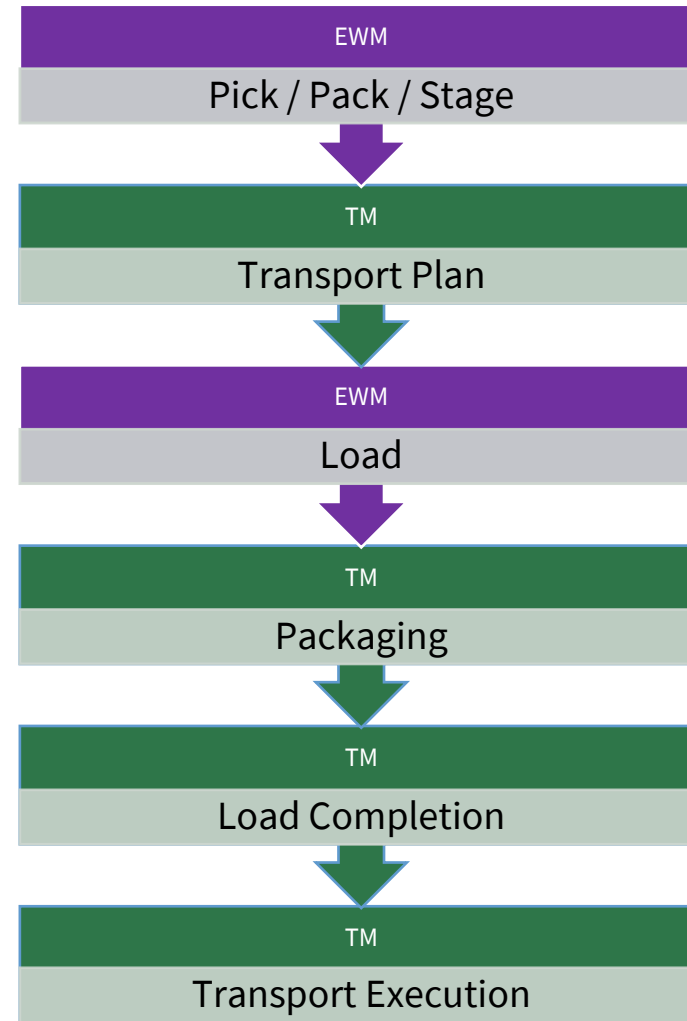 EWM
Pick / Pack / Stage
TM
Transport Plan
EWM
Load
TM
Packaging
TM
Load Completion
TM
Transport Execution